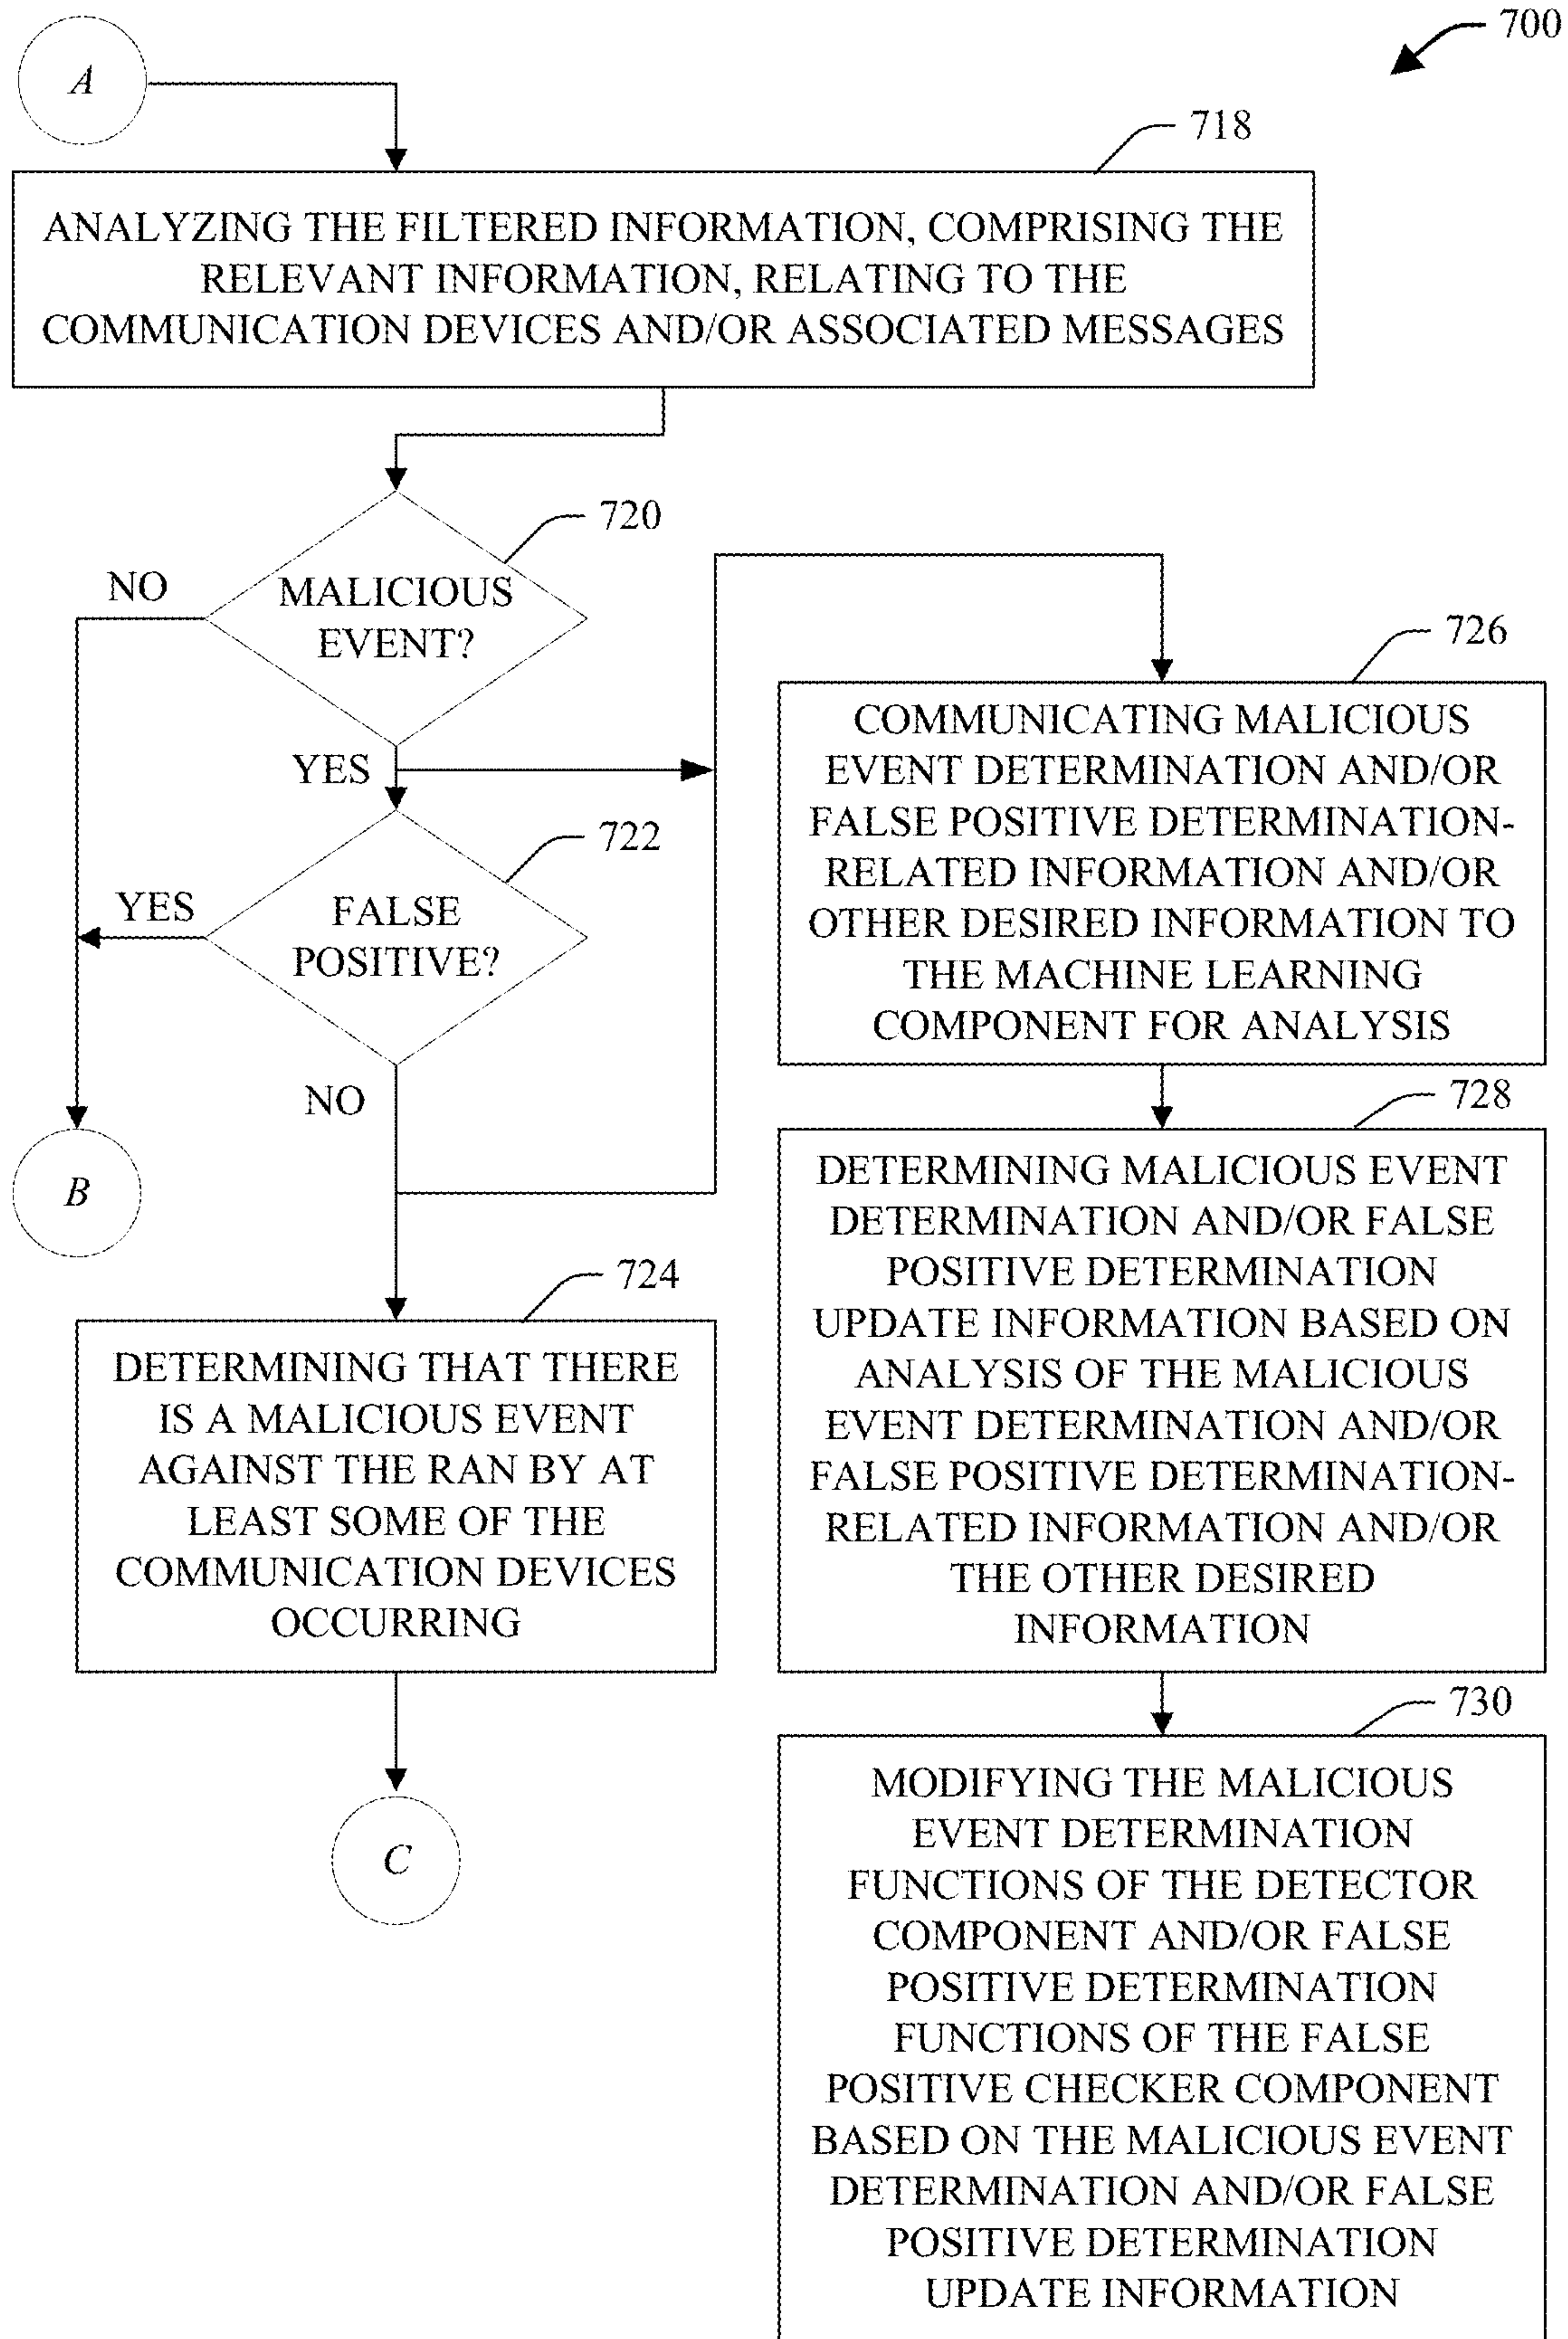 700
A
718
ANALYZING THE FILTERED INFORMATION, COMPRISING THE
RELEVANT INFORMATION, RELATING TO THE
COMMUNICATION DEVICES AND/OR ASSOCIATED MESSAGES
720
NO
MALICIOUS
EVENT?
YES
722
YES
FALSE
POSITIVE?
NO
B
724
DETERMINING THAT THERE
IS A MALICIOUS EVENT
AGAINST THE RAN BY AT
LEAST SOME OF THE
COMMUNICATION DEVICES
OCCURRING
C
726
COMMUNICATING MALICIOUS
EVENT DETERMINATION AND/OR
FALSE POSITIVE DETERMINATION-
RELATED INFORMATION AND/OR
OTHER DESIRED INFORMATION TO
THE MACHINE LEARNING
COMPONENT FOR ANALYSIS
728
DETERMINING MALICIOUS EVENT
DETERMINATION AND/OR FALSE
POSITIVE DETERMINATION
UPDATE INFORMATION BASED ON
ANALYSIS OF THE MALICIOUS
EVENT DETERMINATION AND/OR
FALSE POSITIVE DETERMINATION-
RELATED INFORMATION AND/OR
THE OTHER DESIRED
INFORMATION
730
MODIFYING THE MALICIOUS
EVENT DETERMINATION
FUNCTIONS OF THE DETECTOR
COMPONENT AND/OR FALSE
POSITIVE DETERMINATION
FUNCTIONS OF THE FALSE
POSITIVE CHECKER COMPONENT
BASED ON THE MALICIOUS EVENT
DETERMINATION AND/OR FALSE
POSITIVE DETERMINATION
UPDATE INFORMATION